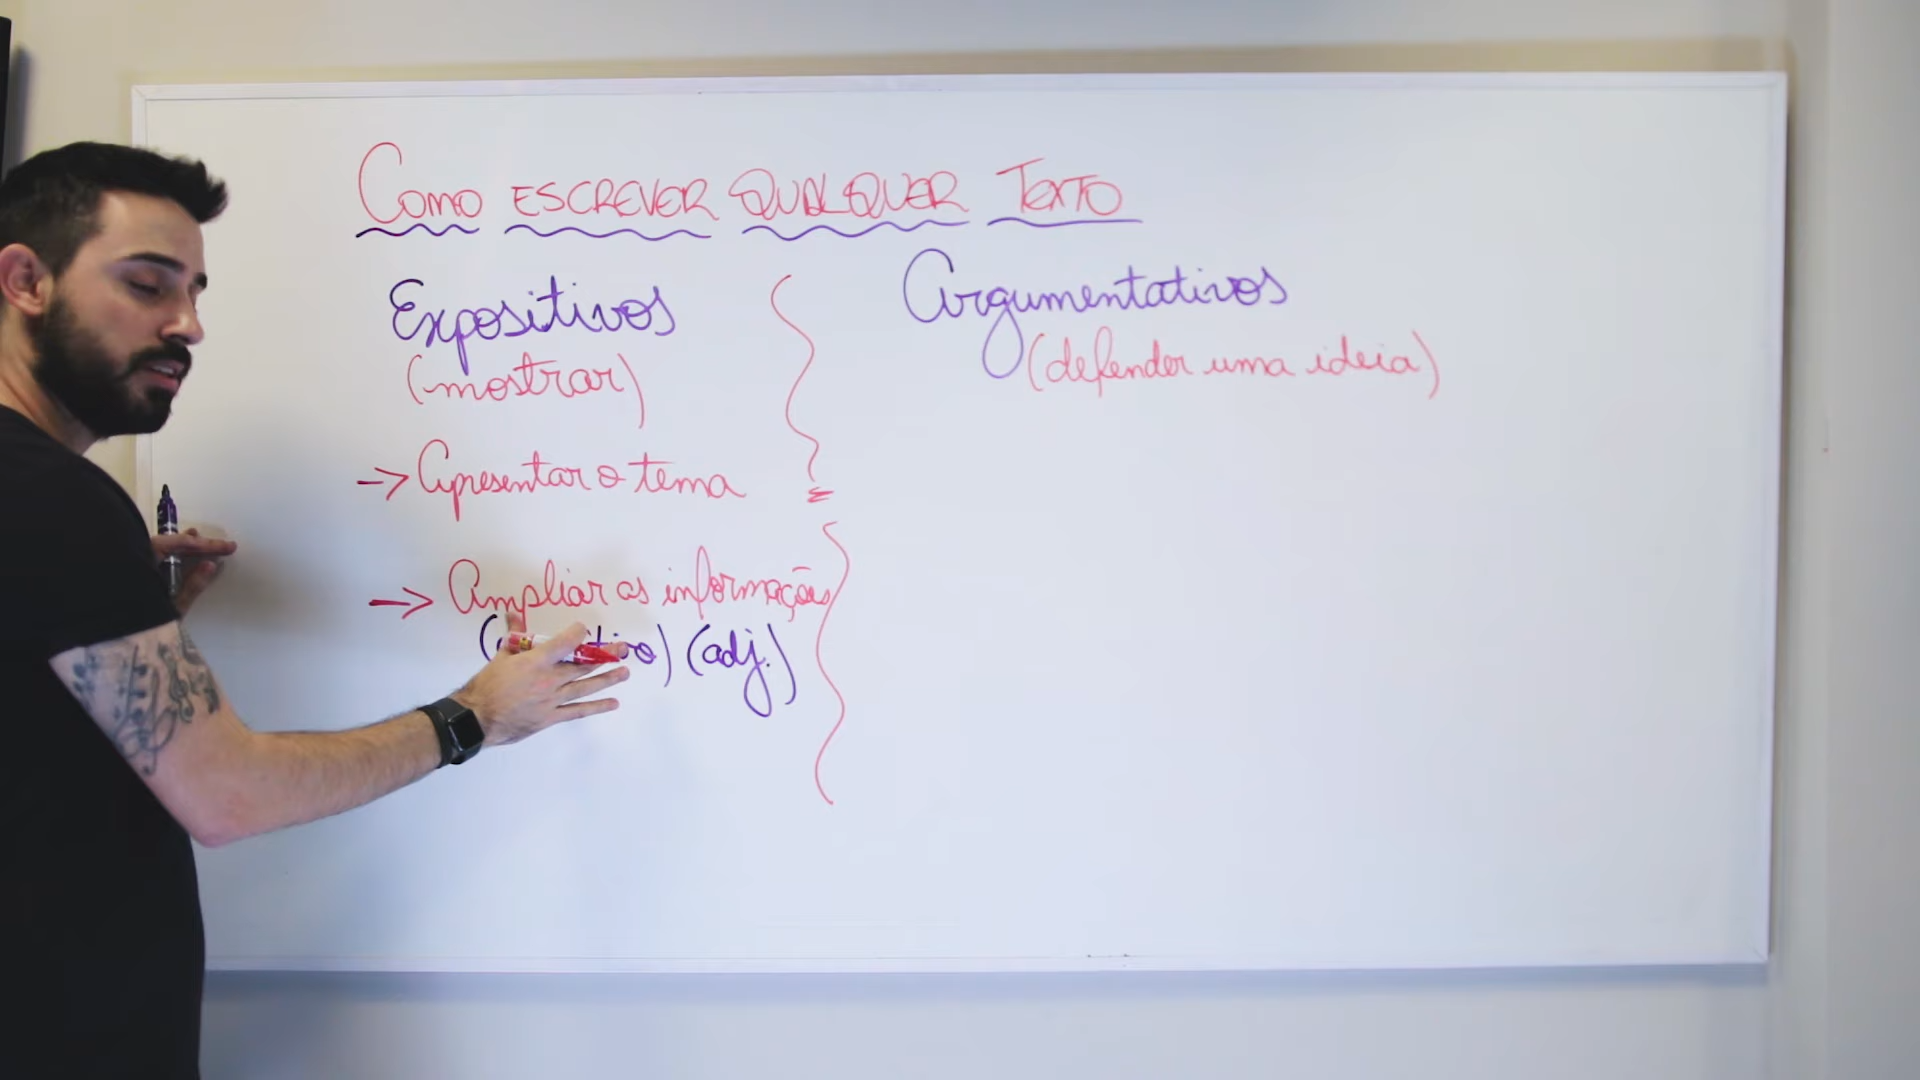 Como ESCREVER QUALQUER TEXTO
Expositivos
(mostrar)
→ Apresentar o tema
→ Ampliar as informações
(adj.)
Argumentativos
(defender uma ideia)